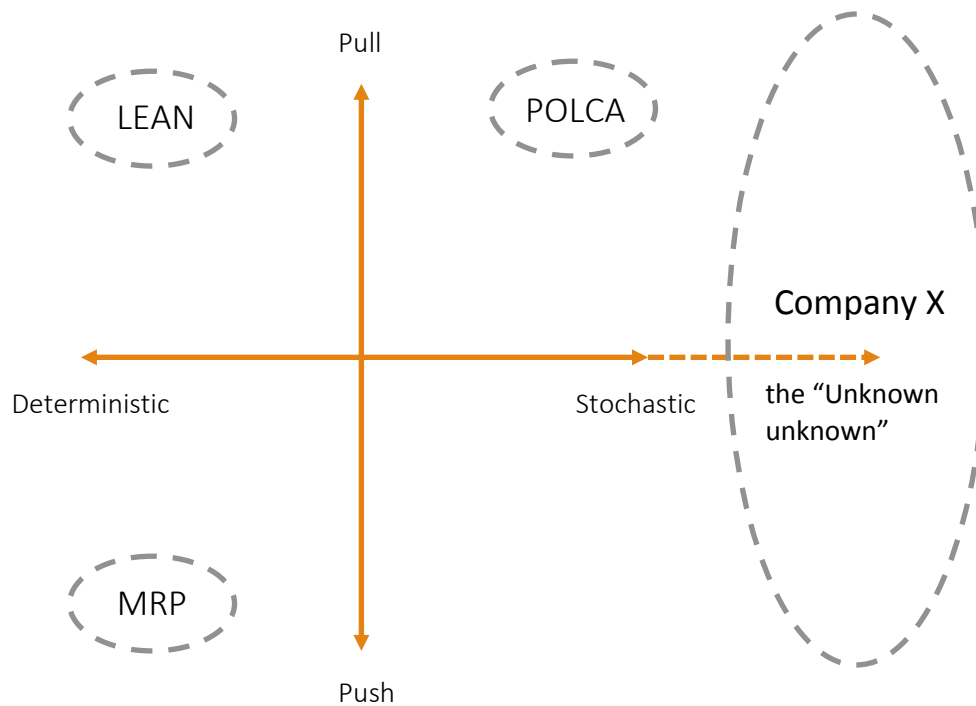 Pull
LEAN
POLCA
Company X
Deterministic
Stochastic
the “Unknown
unknown”
MRP
Push